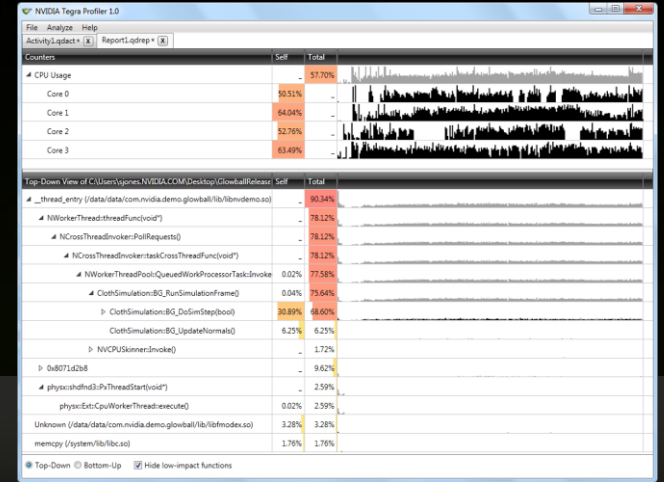 NVIDIA Tegra Profiler 1.0
File Analyze Help
Activity1.qdact* x Report1.qdrep* x
Counters Self Total
CPU Usage - 57.70%
Core 0 50.51% -
Core 1 64.04% -
Core 2 52.76% -
Core 3 63.49% -
Top-Down View of C:\Users\sjones.NVIDIA.COM\Desktop\GlowballRelease Self Total
__thread_entry (/data/data/com.nvidia.demo.glowball/lib/libnvdemo.so) - 90.34%
NWorkerThread::threadFunc(void*) - 78.12%
NCrossThreadInvoker::PollRequests() - 78.12%
NCrossThreadInvoker::taskCrossThreadFunc(void*) - 78.12%
NWorkerThreadPool::QueuedWorkProcessorTask::Invoke 0.02% 77.58%
ClothSimulation::BG_RunSimulationFrame() 0.04% 75.64%
ClothSimulation::BG_DoSimStep(bool) 30.89% 68.60%
ClothSimulation::BG_UpdateNormals() 6.25% 6.25%
NVCPUSkinner::Invoke() - 1.72%
0x8071d2b8 - 9.62%
physx::shdfnd3::PxThreadStart(void*) - 2.59%
physx::Ext::CpuWorkerThread::execute() 0.02% 2.59%
Unknown (/data/data/com.nvidia.demo.glowball/lib/libfmodex.so) 3.28% 3.28%
memcpy (/system/lib/libc.so) 1.76% 1.76%
Top-Down Bottom-Up Hide low-impact functions